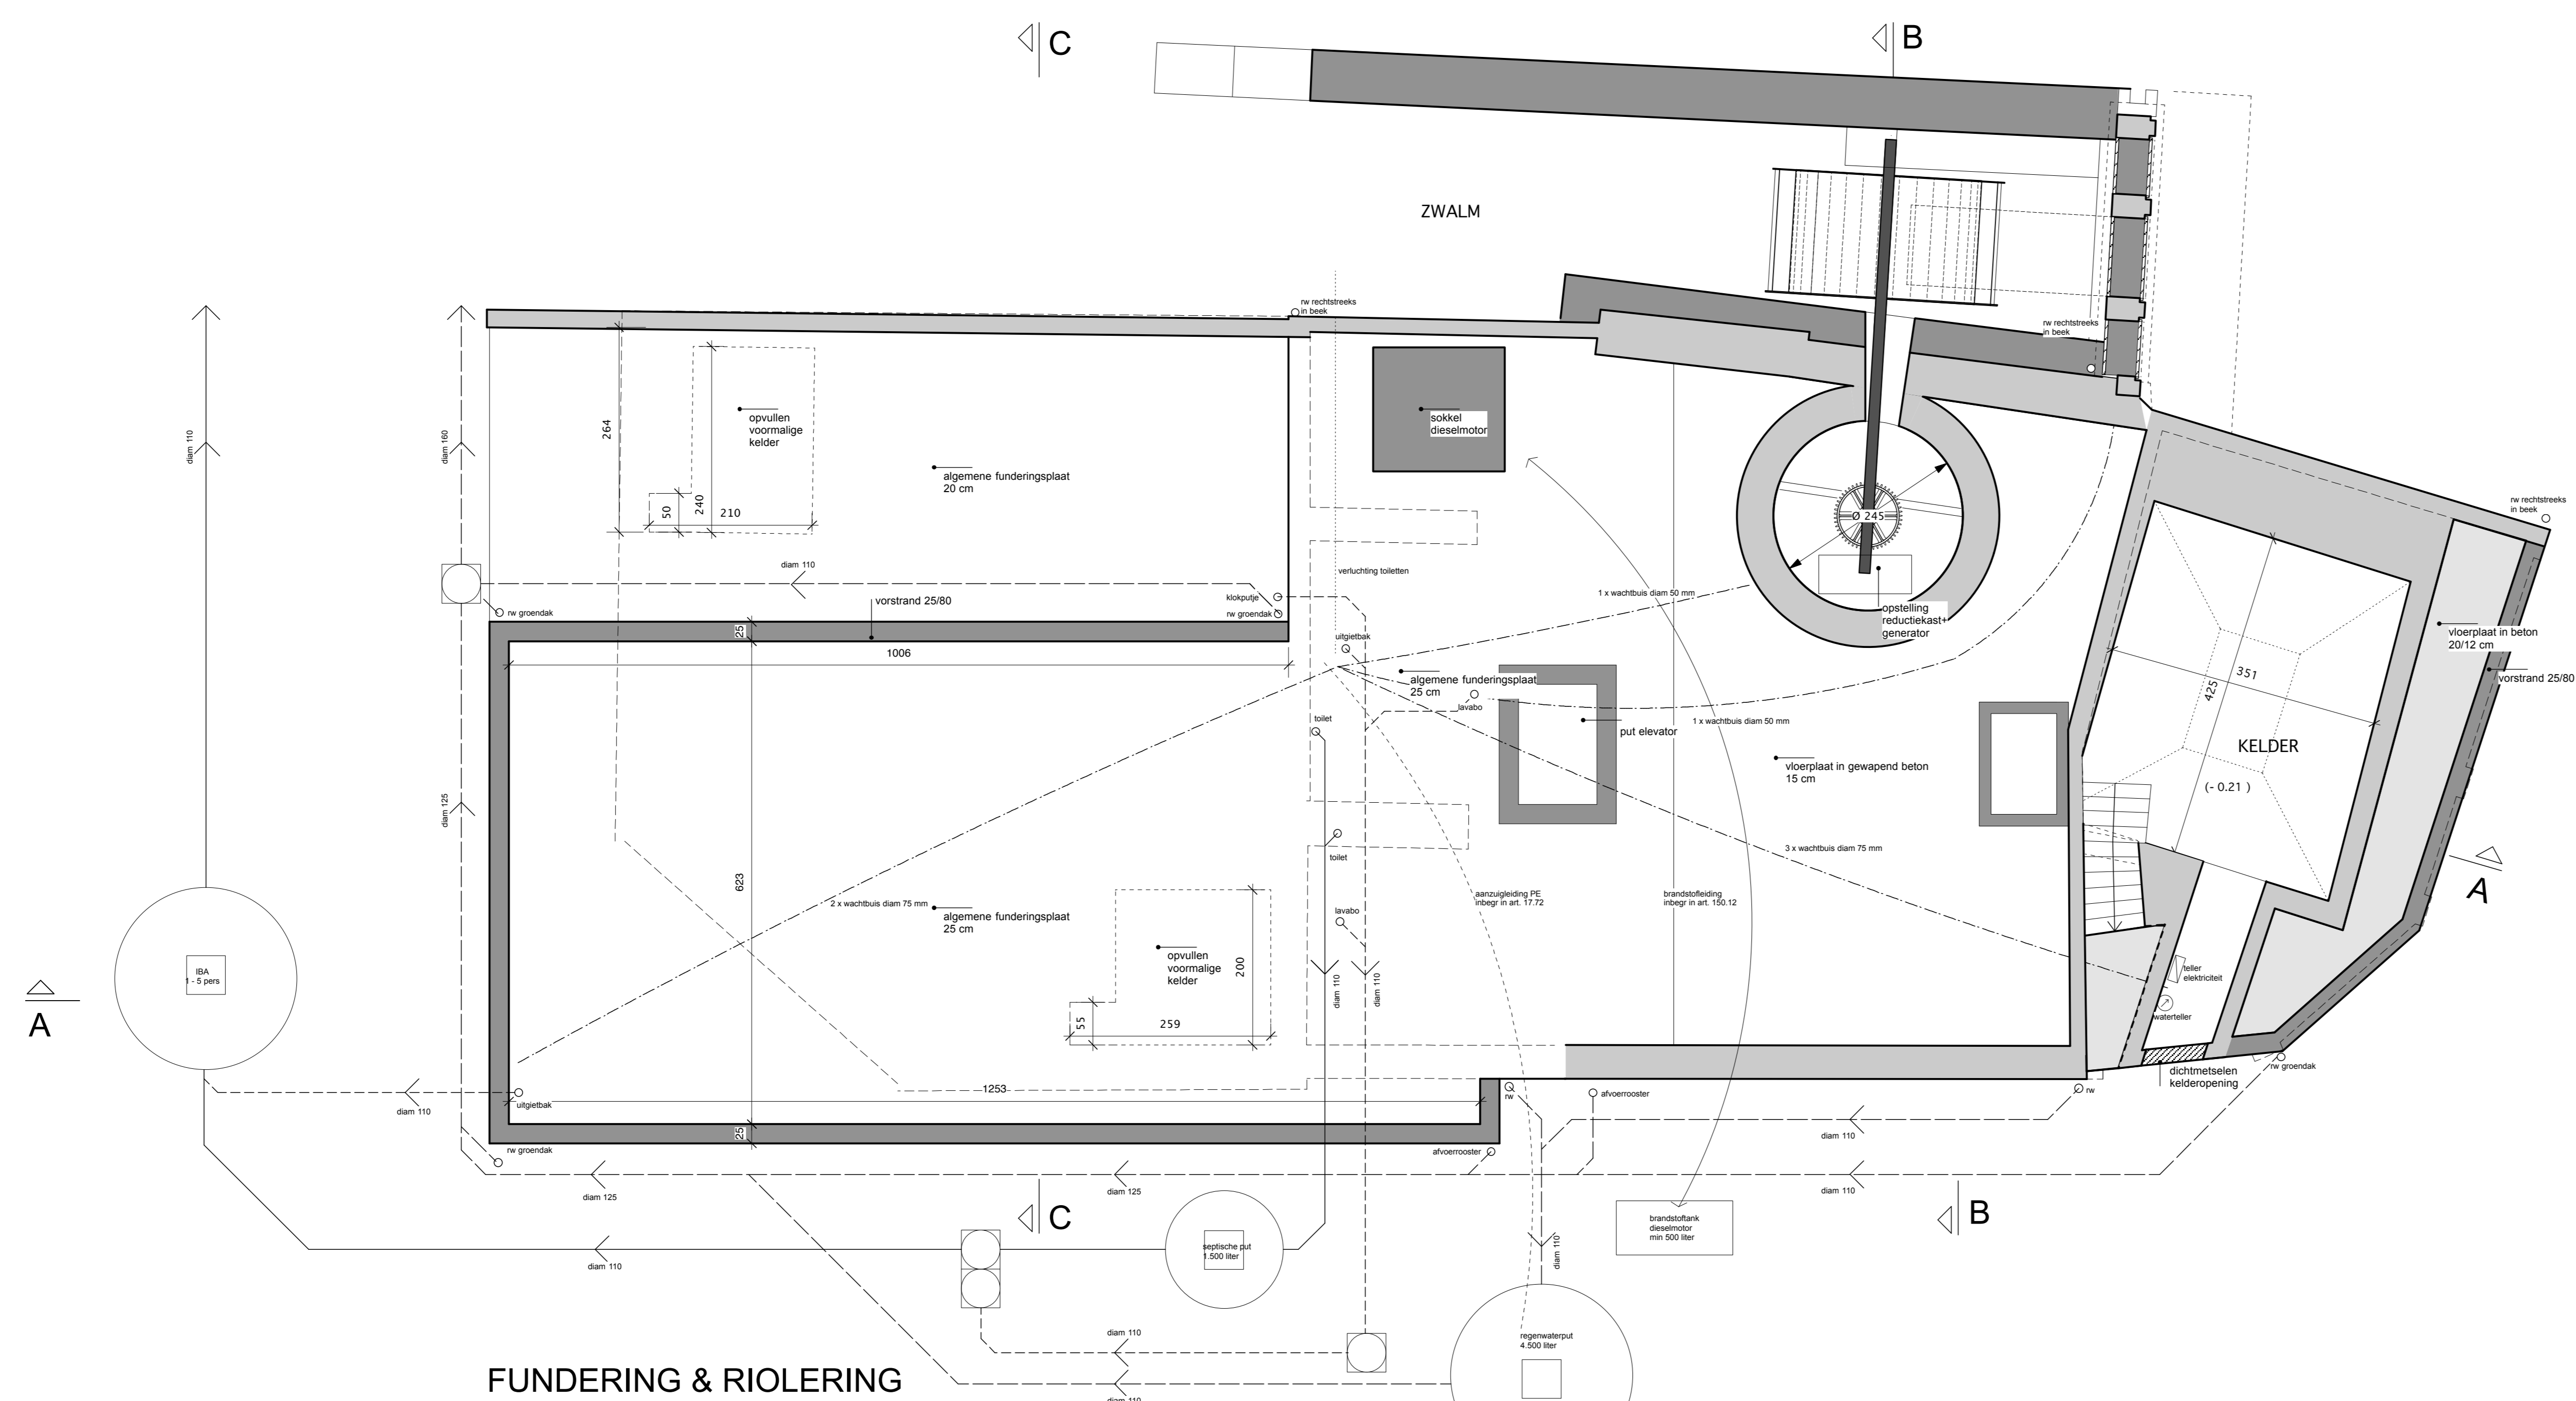 C
B
ZWALM
rw rechtstreeks
in beek
rw rechtstreeks
in beek
diam 110
diam 160
264
opvullen
voormalige
kelder
50
240
210
algemene funderingsplaat
20 cm
sokkel
dieselmotor
Ø 245
rw rechtstreeks
in beek
diam 110
verluchting toiletten
klokputje
rw groendak
rw groendak
vorstrand 25/80
25
1006
1 x wachtbuis diam 50 mm
opstelling
reductiekast+
generator
uitgietbak
algemene funderingsplaat
25 cm
lavabo
toilet
put elevator
1 x wachtbuis diam 50 mm
vloerplaat in gewapend beton
15 cm
vloerplaat in beton
20/12 cm
vorstrand 25/80
351
425
KELDER
(- 0.21 )
diam 125
623
toilet
3 x wachtbuis diam 75 mm
2 x wachtbuis diam 75 mm
algemene funderingsplaat
25 cm
lavabo
aanzuigleiding PE
inbegr in art. 17.72
brandstofleiding
inbegr in art. 150.12
A
opvullen
voormalige
kelder
200
55
259
diam 110
diam 110
teller
elektriciteit
waterteller
IBA
1 - 5 pers
A
dichtmetselen
kelderopening
rw groendak
1253
uitgietbak
diam 110
rw
afvoerrooster
rw
25
rw groendak
afvoerrooster
diam 110
diam 125
diam 125
diam 110
C
B
septische put
1.500 liter
diam 110
diam 110
brandstoftank
dieselmotor
min 500 liter
diam 110
regenwaterput
4.500 liter
FUNDERING & RIOLERING
diam 110